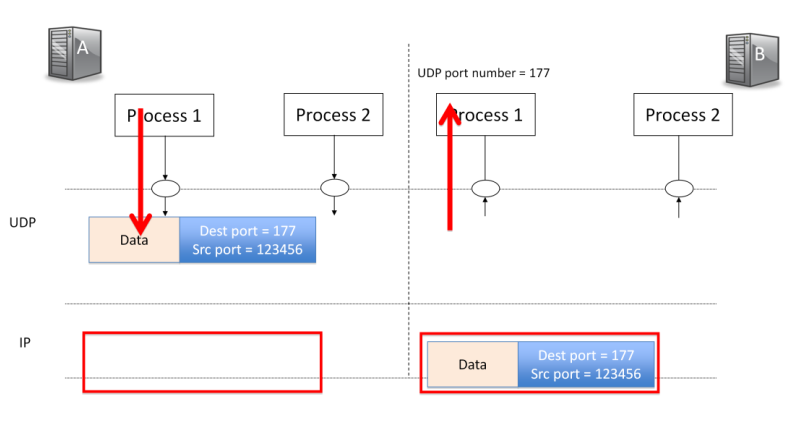 A
B
UDP port number = 177
Process 1
Process 2
Process 1
Process 2
UDP
Data
Dest port = 177
Src port = 123456
IP
Data
Dest port = 177
Src port = 123456